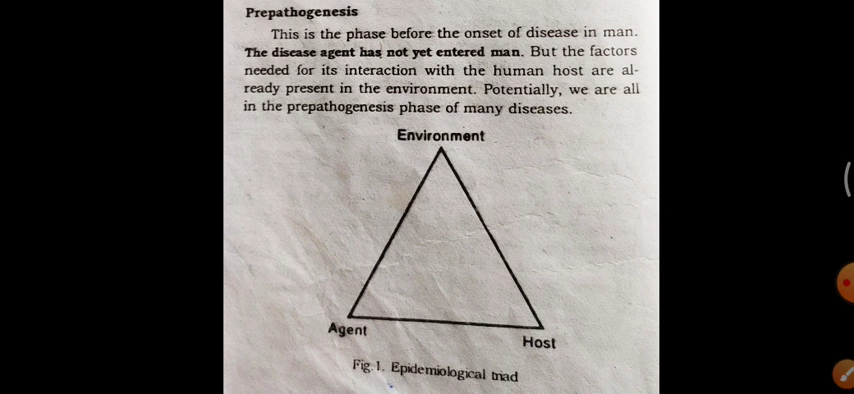 Prepathogenesis
This is the phase before the onset of disease in man.
The disease agent has not yet entered man. But the factors
needed for its interaction with the human host are al-
ready present in the environment. Potentially, we are all
in the prepathogenesis phase of many diseases.
Environment
Agent
Host
Fig.1. Epidemiological triad